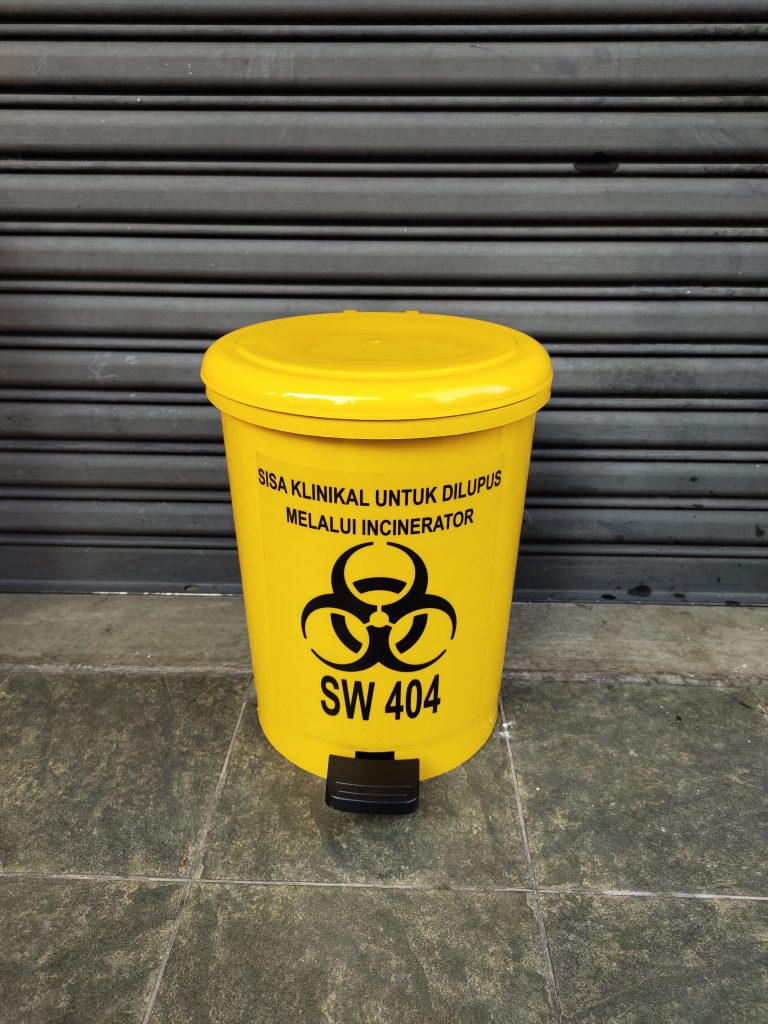 SISA KLINIKAL UNTUK DILUPUS
MELALUI INCINERATOR
SW 404